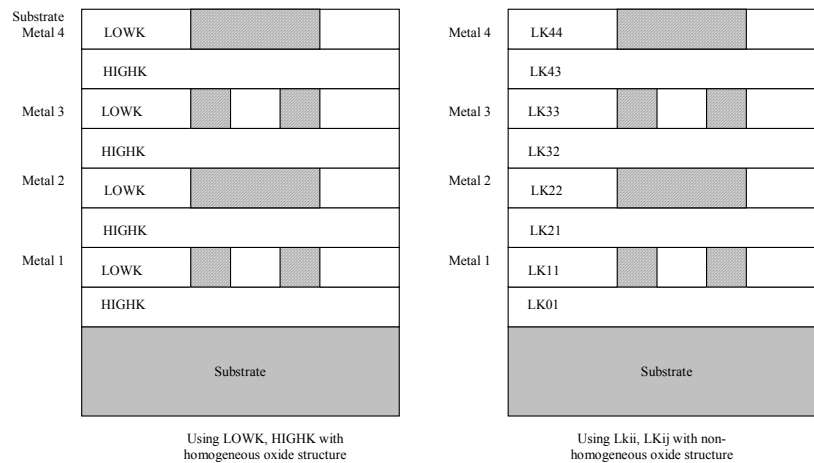 Substrate
Metal 4
LOWK
HIGHK
Metal 3
LOWK
HIGHK
Metal 2
LOWK
HIGHK
Metal 1
LOWK
HIGHK
Substrate
Using LOWK, HIGHK with
homogeneous oxide structure
Metal 4
LK44
LK43
Metal 3
LK33
LK32
Metal 2
LK22
LK21
Metal 1
LK11
LK01
Substrate
Using Lkii, LKij with non-
homogeneous oxide structure